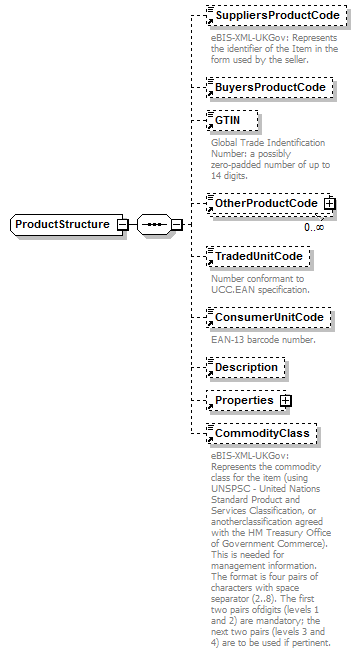 SuppliersProductCode
eBIS-XML-UKGov: Represents
the identifier of the Item in the
form used by the seller.
BuyersProductCode
GTIN
Global Trade Indentification
Number: a possibly
zero-padded number of up to
14 digits.
OtherProductCode
0..∞
ProductStructure
TradedUnitCode
Number conformant to
UCC.EAN specification.
ConsumerUnitCode
EAN-13 barcode number.
Description
Properties
CommodityClass
eBIS-XML-UKGov:
Represents the commodity
class for the item (using
UNSPSC - United Nations
Standard Product and
Services Classification, or
anotherclassification agreed
with the HM Treasury Office
of Government Commerce).
This is needed for
management information.
The format is four pairs of
characters with space
separator (2..8). The first
two pairs ofdigits (levels 1
and 2) are mandatory; the
next two pairs (levels 3 and
4) are to be used if pertinent.